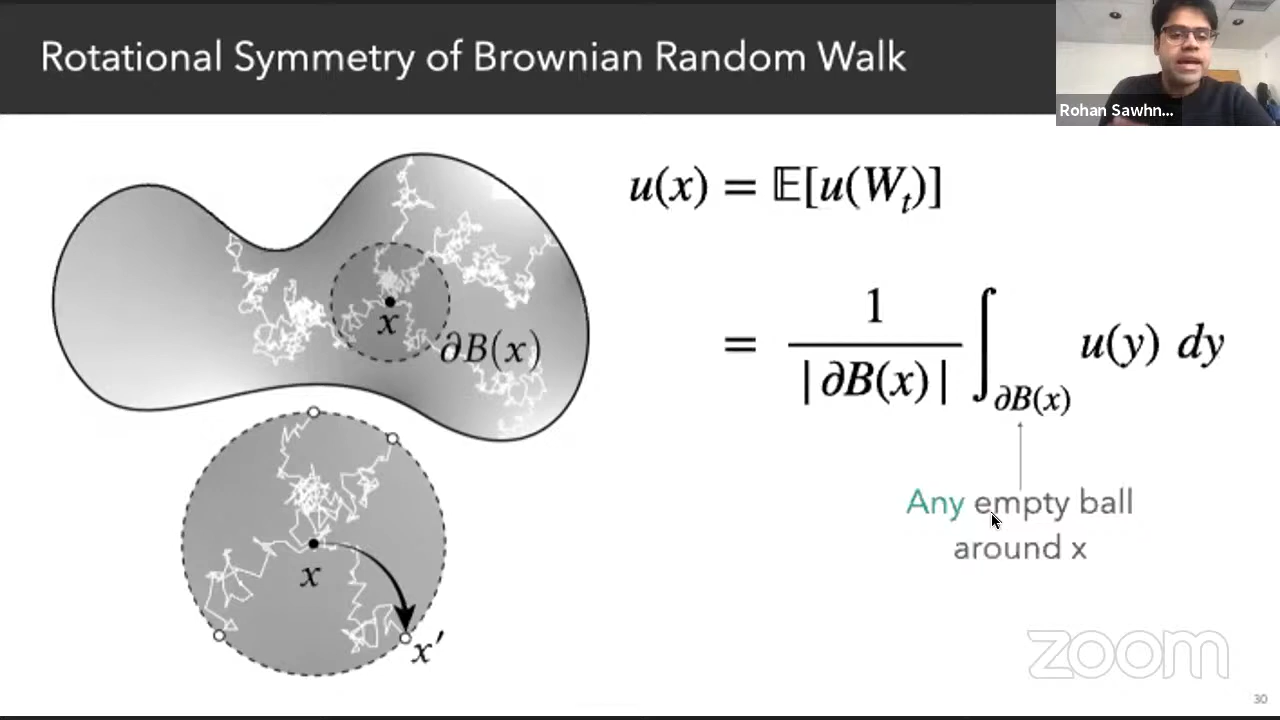 Rotational Symmetry of Brownian Random Walk
Rohan Sawhn...
u(x) = 𝔼[u(W_t)]
= 1 / |∂B(x)| ∫_∂B(x) u(y) dy
x
∂B(x)
Any empty ball
around x
x
x′
zoom
30